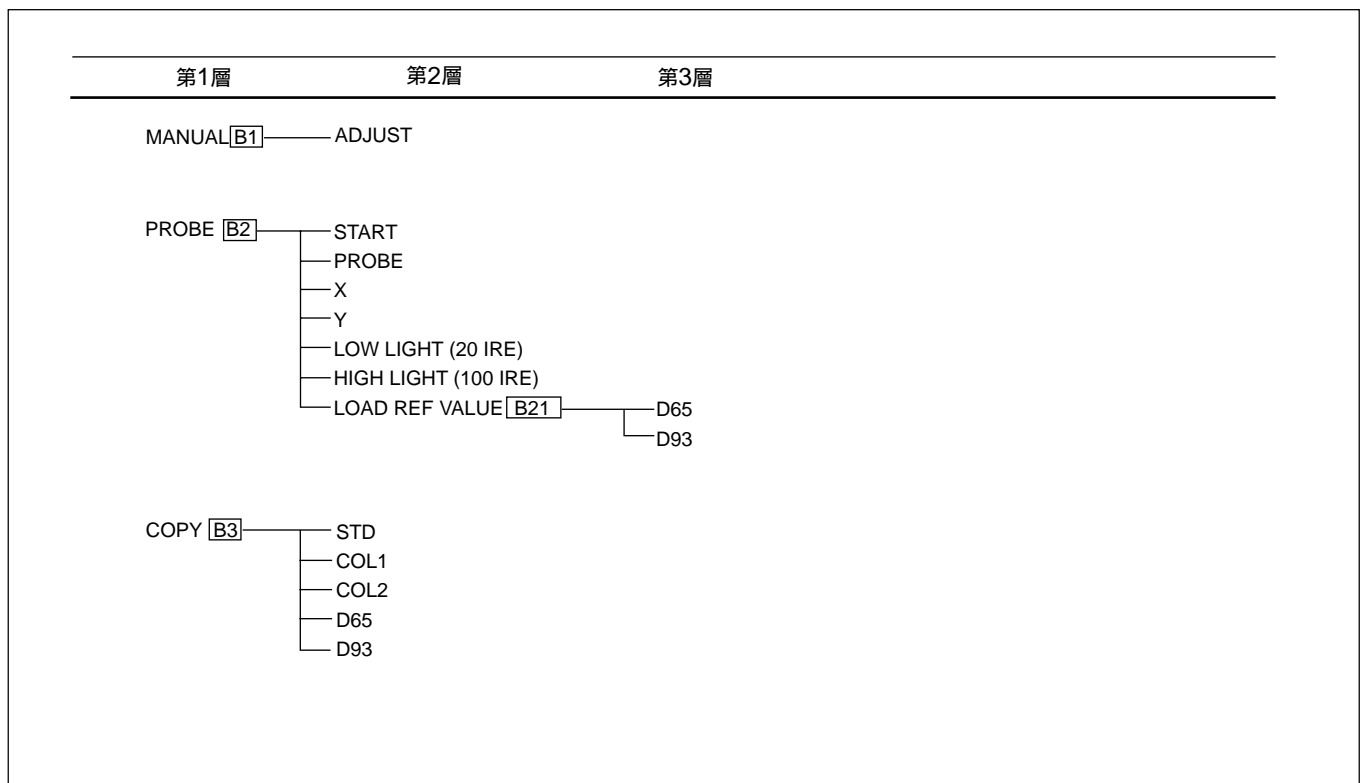 第1層 第2層 第3層
MANUAL B1 ADJUST
PROBE B2 START
PROBE
X
Y
LOW LIGHT (20 IRE)
HIGH LIGHT (100 IRE)
LOAD REF VALUE B21 D65
D93
COPY B3 STD
COL1
COL2
D65
D93